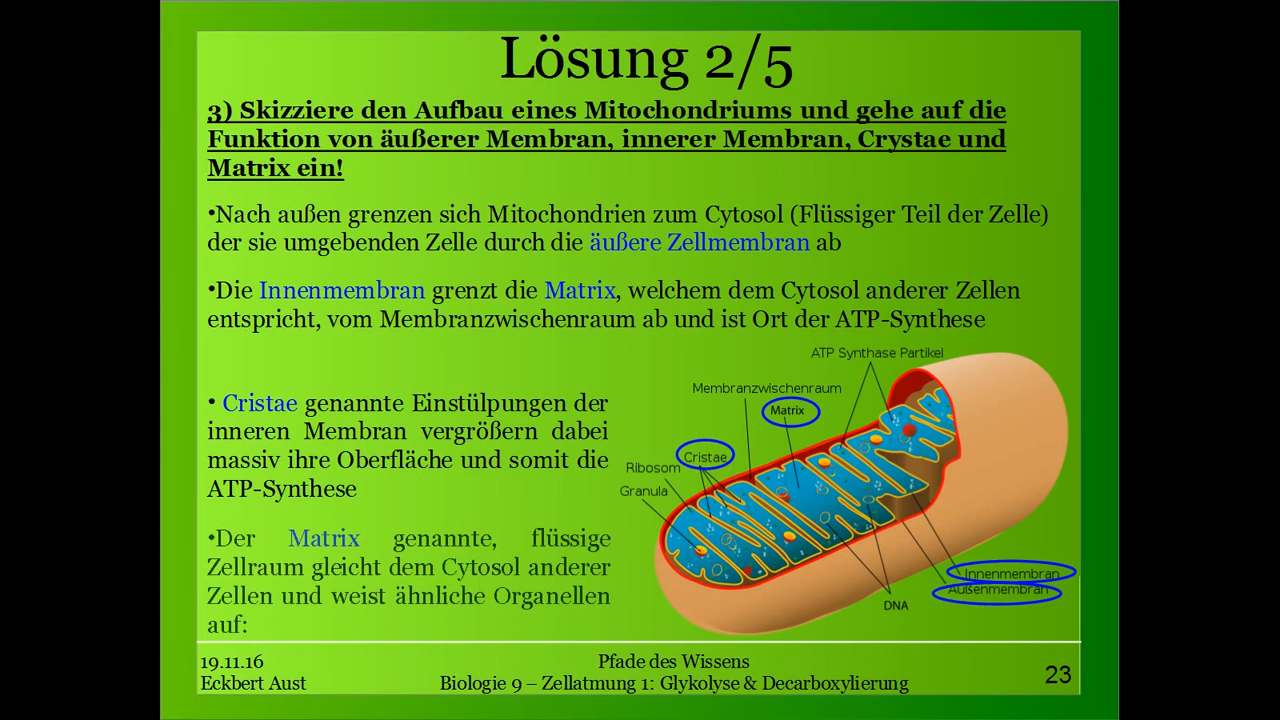 Lösung 2/5
3) Skizziere den Aufbau eines Mitochondriums und gehe auf die
Funktion von äußerer Membran, innerer Membran, Crystae und
Matrix ein!
•Nach außen grenzen sich Mitochondrien zum Cytosol (Flüssiger Teil der Zelle)
der sie umgebenden Zelle durch die äußere Zellmembran ab
•Die Innenmembran grenzt die Matrix, welchem dem Cytosol anderer Zellen
entspricht, vom Membranzwischenraum ab und ist Ort der ATP-Synthese
• Cristae genannte Einstülpungen der
inneren Membran vergrößern dabei
massiv ihre Oberfläche und somit die
ATP-Synthese
•Der Matrix genannte, flüssige
Zellraum gleicht dem Cytosol anderer
Zellen und weist ähnliche Organellen
auf:
ATP Synthase Partikel
Membranzwischenraum
Matrix
Cristae
Ribosom
Granula
Innenmembran
Außenmembran
DNA
19.11.16
Eckbert Aust
Pfade des Wissens
Biologie 9 – Zellatmung 1: Glykolyse & Decarboxylierung
23